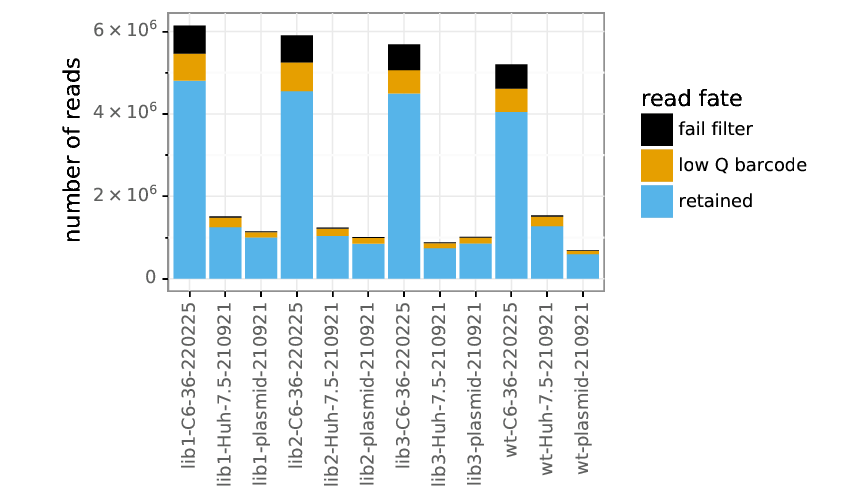 number of reads
6 × 10⁶
4 × 10⁶
2 × 10⁶
0
lib1-C6-36-220225
lib1-Huh-7.5-210921
lib1-plasmid-210921
lib2-C6-36-220225
lib2-Huh-7.5-210921
lib2-plasmid-210921
lib3-C6-36-220225
lib3-Huh-7.5-210921
lib3-plasmid-210921
wt-C6-36-220225
wt-Huh-7.5-210921
wt-plasmid-210921
read fate
fail filter
low Q barcode
retained